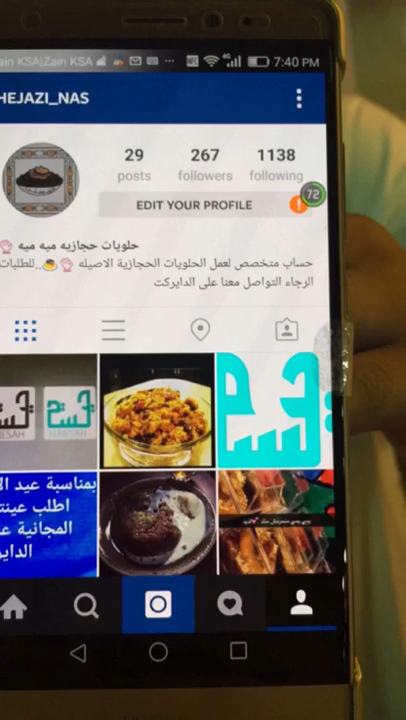 ain KSA|Zain KSA
4G
7:40 PM
HEJAZI_NAS
29
267
1138
posts
followers
following
EDIT YOUR PROFILE
72
حلويات حجازيه ميه ميه
حساب متخصص لعمل الحلويات الحجازية الاصيله ..للطلبات
الرجاء التواصل معنا على الدايركت
بمناسبة عيد ال
اطلب عينت
المجانية ع
الداير